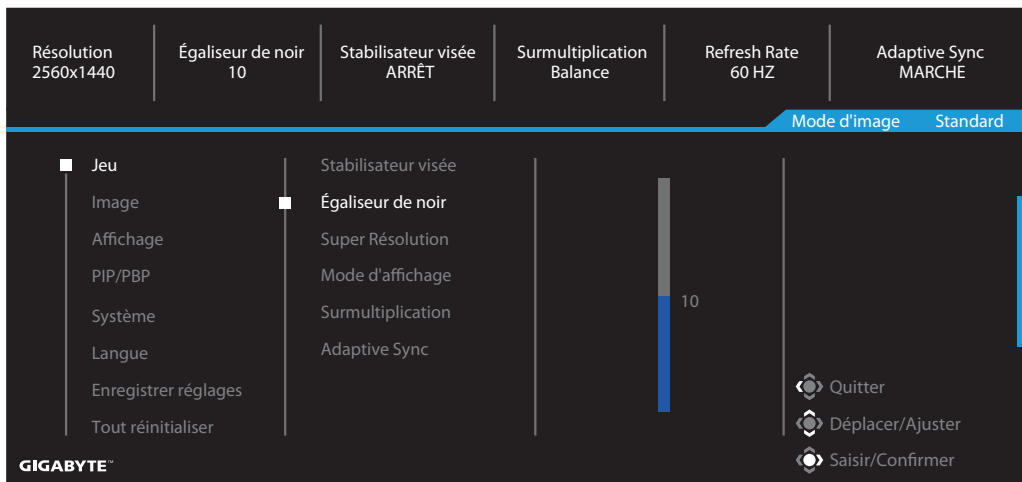 Résolution
2560x1440
Égaliseur de noir
10
Stabilisateur visée
ARRÊT
Surmultiplication
Balance
Refresh Rate
60 HZ
Adaptive Sync
MARCHE
Mode d'image Standard
Jeu
Image
Affichage
PIP/PBP
Système
Langue
Enregistrer réglages
Tout réinitialiser
Stabilisateur visée
Égaliseur de noir
Super Résolution
Mode d'affichage
Surmultiplication
Adaptive Sync
10
Quitter
Déplacer/Ajuster
Saisir/Confirmer
GIGABYTE™